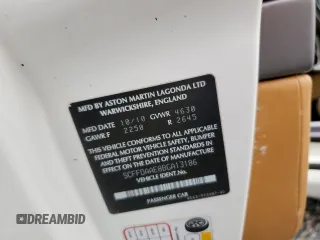 MFD BY ASTON MARTIN LAGONDA LTD
WARWICKSHIRE, ENGLAND
10/10 GVWR 4630
GAWR F 2250 R 2645
THIS VEHICLE CONFORMS TO ALL APPLICABLE
FEDERAL MOTOR VEHICLE SAFETY, BUMPER
AND THEFT PREVENTION STANDARDS IN EFFECT
ON THE DATE OF MANUFACTURE SHOWN ABOVE
VEHICLE IDENT. No.
PASSENGER CAR
DREAMBID